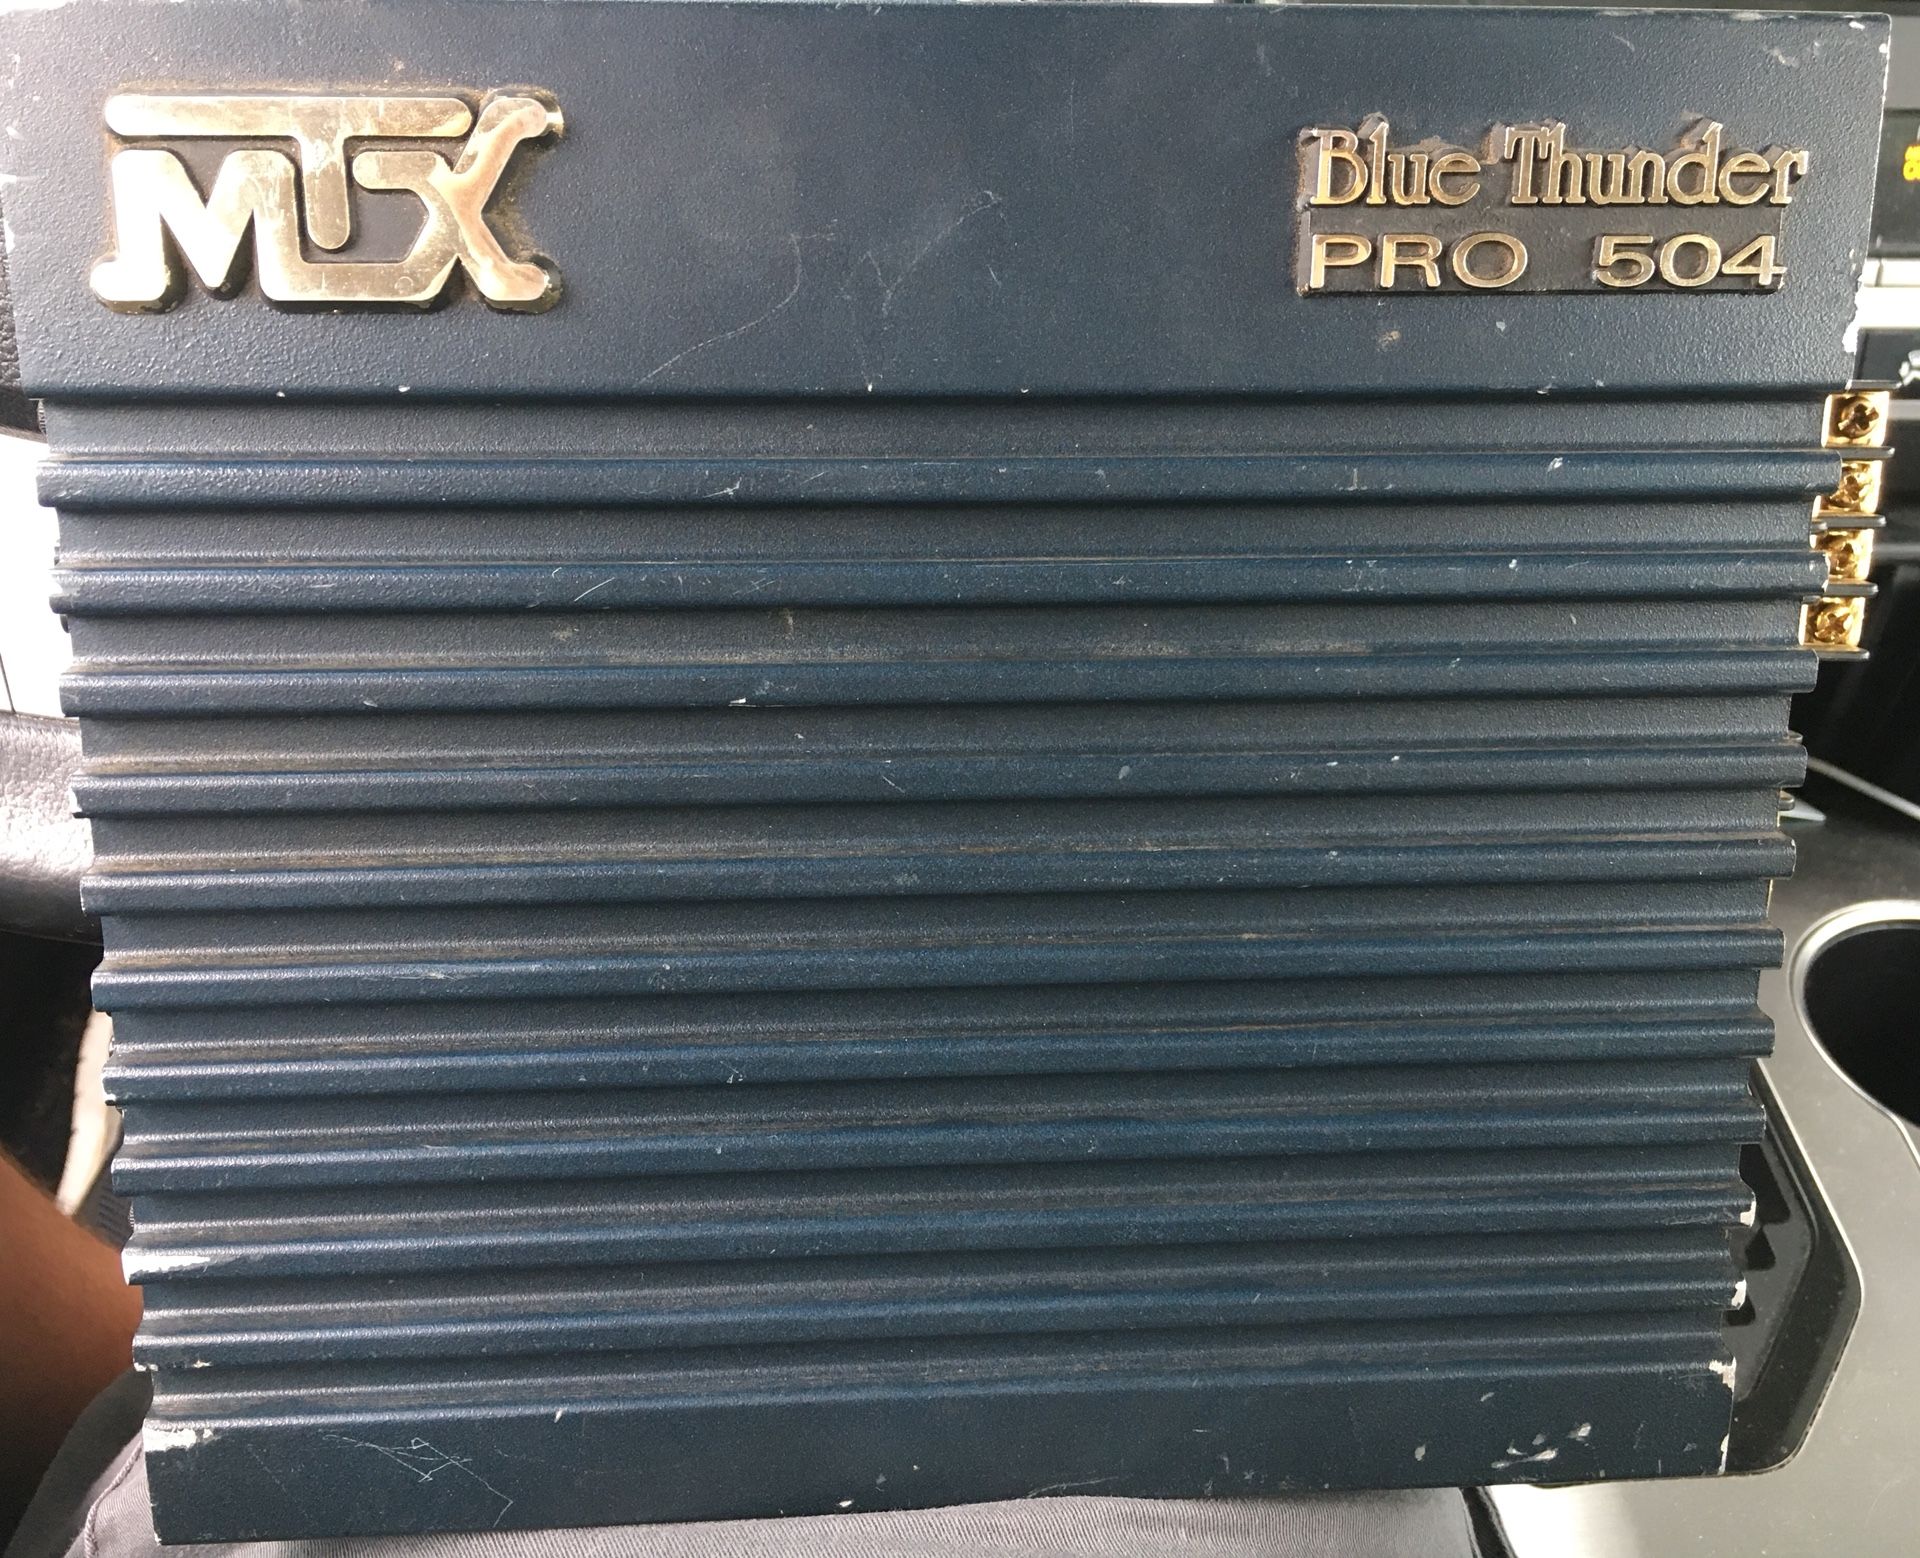 MTX
Blue Thunder
PRO 504